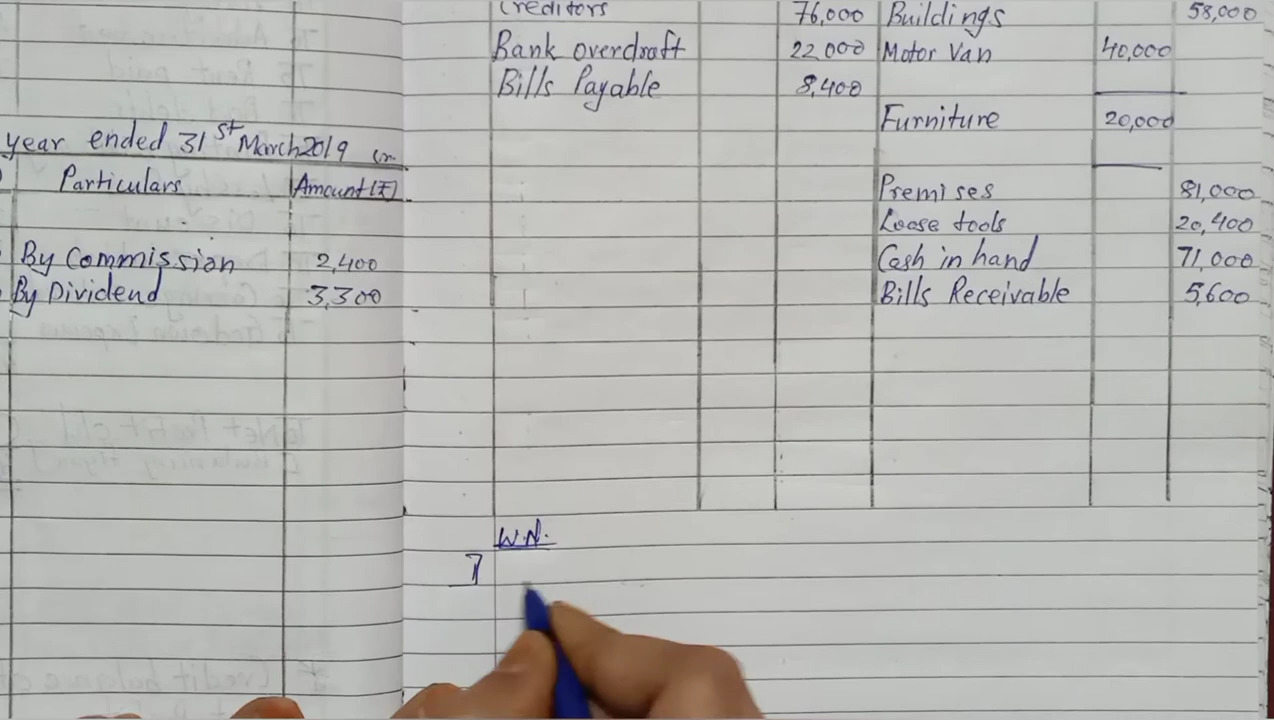 Creditors 76,000 Buildings 58,000
Bank overdraft 22,000 Motor Van 40,000
Bills Payable 8,400
Furniture 20,000
year ended 31st March 2019
Particulars Amount (₹)
By Commission 2,400
By Dividend 3,300
Premises 81,000
Loose tools 20,400
Cash in hand 71,000
Bills Receivable 5,600
W.N.